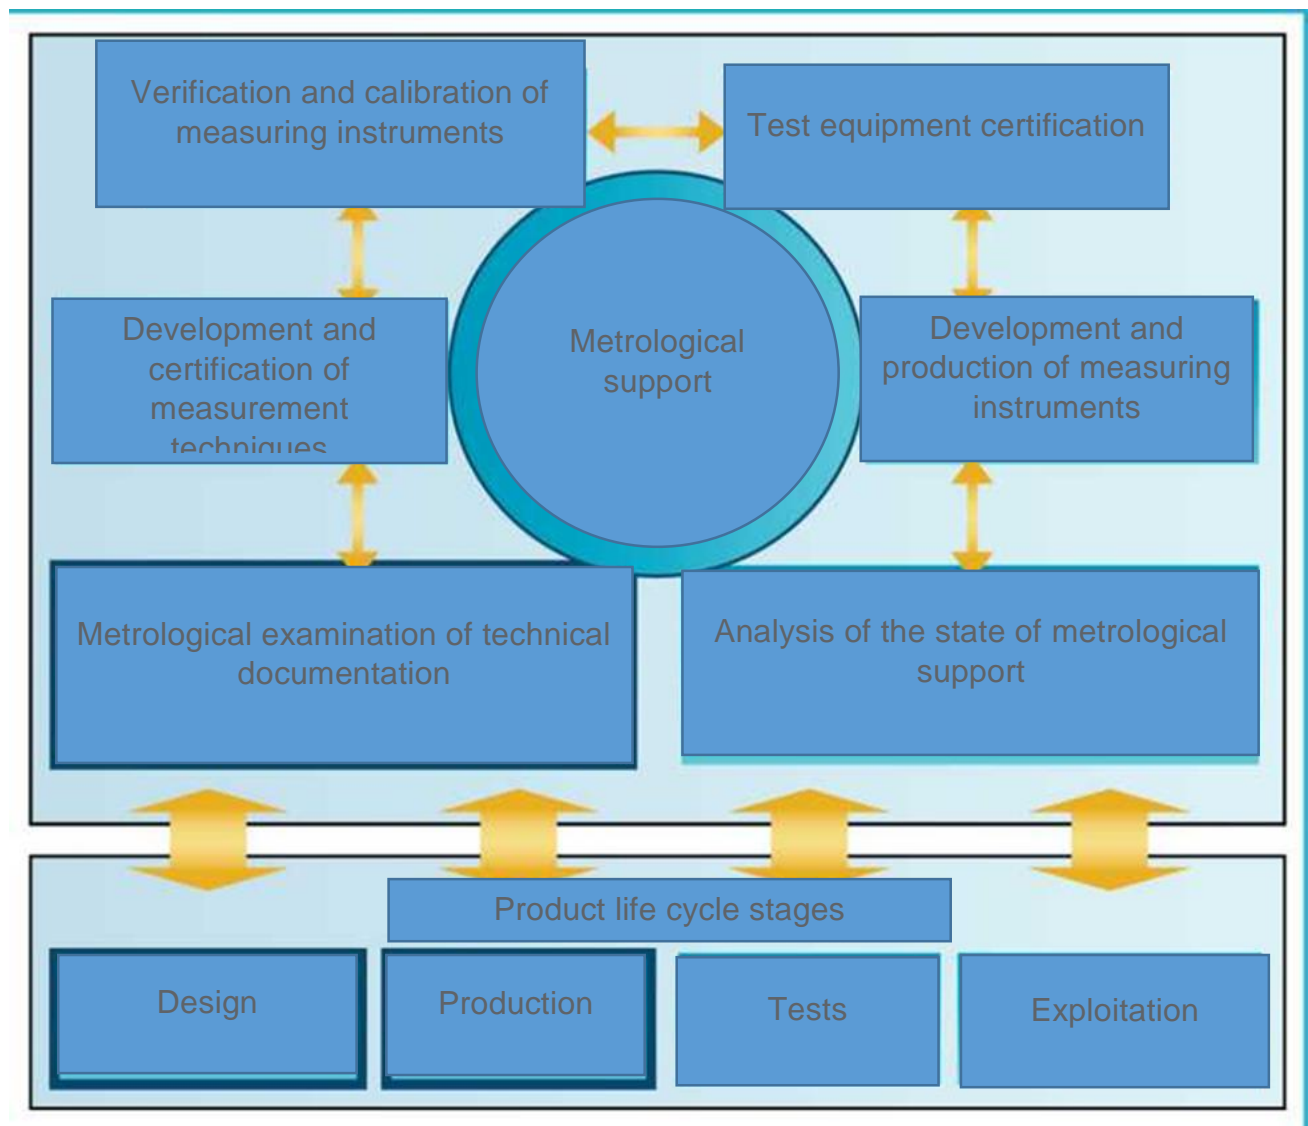 Verification and calibration of
measuring instruments
Test equipment certification
Development and
certification of
measurement
techniques
Metrological
support
Development and
production of measuring
instruments
Metrological examination of technical
documentation
Analysis of the state of metrological
support
Product life cycle stages
Design
Production
Tests
Exploitation